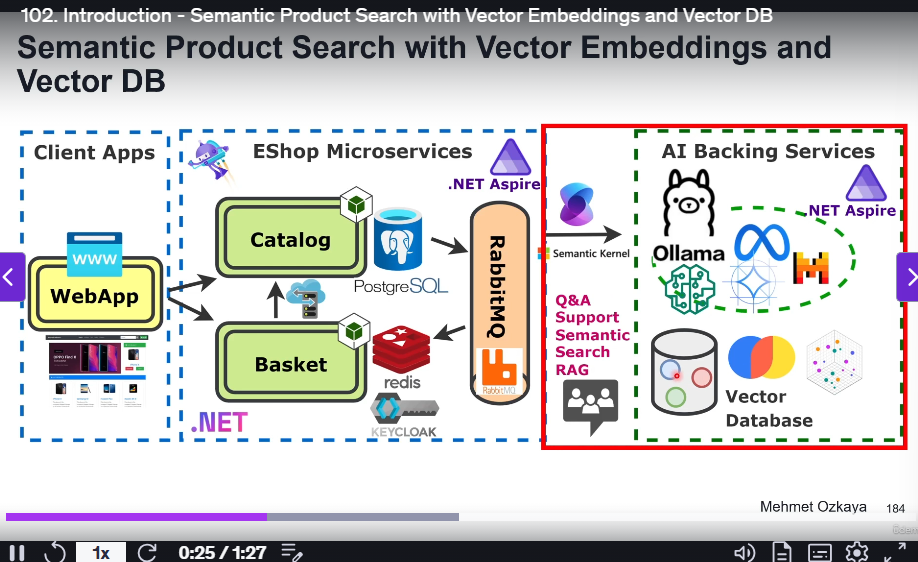 102. Introduction - Semantic Product Search with Vector Embeddings and Vector DB
Semantic Product Search with Vector Embeddings and
Vector DB
Client Apps
WWW
WebApp
EShop Microservices
.NET Aspire
Catalog
PostgreSQL
Basket
redis
KEYCLOAK
.NET
RabbitMQ
RabbitMQ
Semantic Kernel
Q&A
Support
Semantic
Search
RAG
AI Backing Services
.NET Aspire
Ollama
Vector
Database
Mehmet Ozkaya
184
1x
0:25 / 1:27